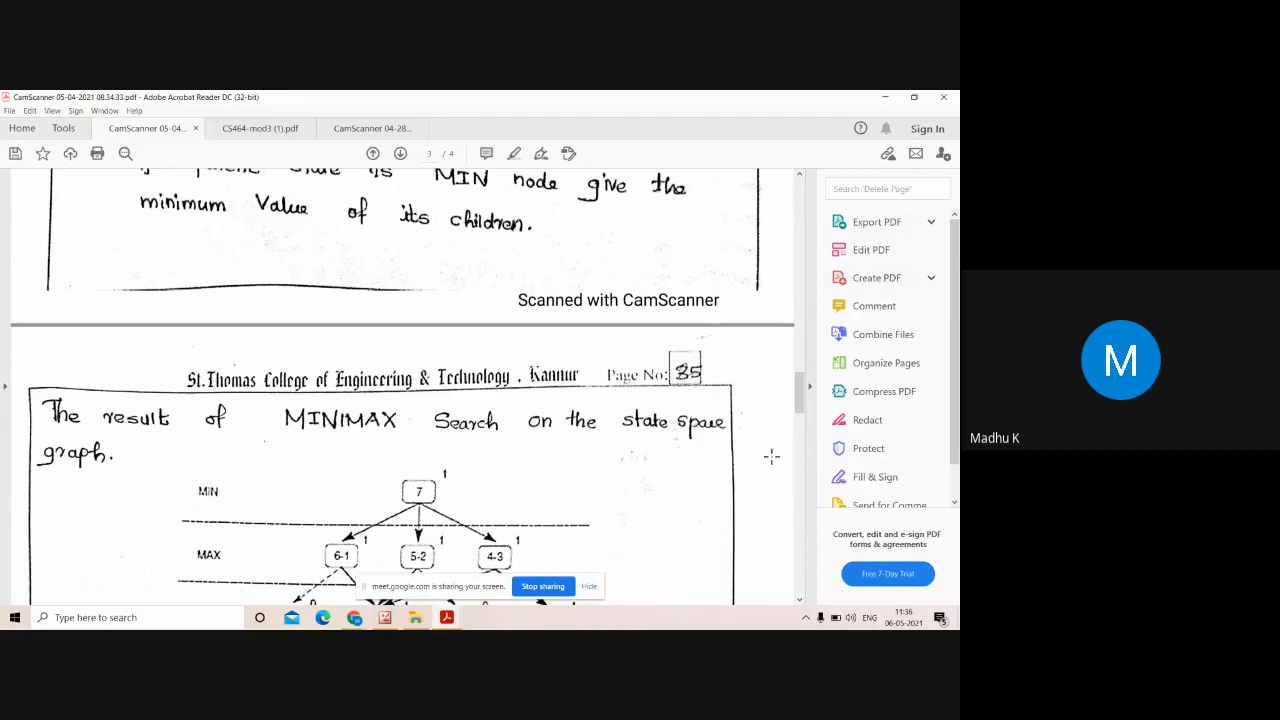 CamScanner 05-04-2021 08.34.33.pdf - Adobe Acrobat Reader DC (32-bit)
File Edit View Sign Window Help
Home Tools CamScanner 05-04... × CS464-mod3 (1).pdf CamScanner 04-28... Sign In
3 / 4
MIN node give the
minimum Value of its children.
Scanned with CamScanner
St.Thomas College of Engineering & Technology, Kannur Page No: 35
The result of MINIMAX Search on the state space
graph.
1
MIN 7
1 1 1
MAX 6-1 5-2 4-3
meet.google.com is sharing your screen. Stop sharing Hide
Search 'Delete Page'
Export PDF
Edit PDF
Create PDF
Comment
Combine Files
Organize Pages
Compress PDF
Redact
Protect
Fill & Sign
Send for Comme
Convert, edit and e-sign PDF
forms & agreements
Free 7-Day Trial
Type here to search
ENG
11:36
06-05-2021
5
M
Madhu K